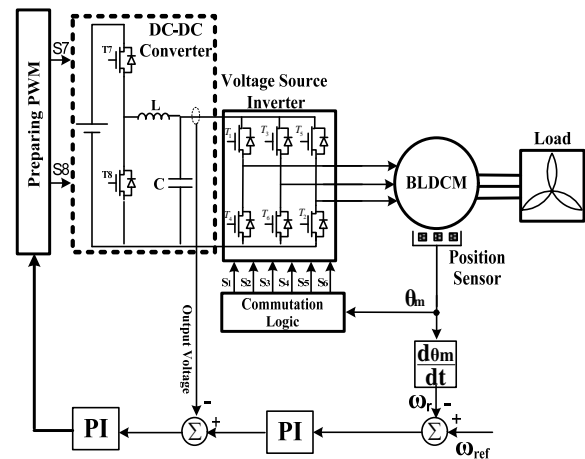 DC-DC
Converter
Preparing PWM
S7
S8
T7
T8
L
C
Voltage Source
Inverter
T1
T3
T5
T4
T6
T2
BLDCM
Load
Position
Sensor
S1 S2 S3 S4 S5 S6
Commutation
Logic
θm
dθm
dt
Output Voltage
ωr
-
+
ωref
Σ
PI
-
+
Σ
PI